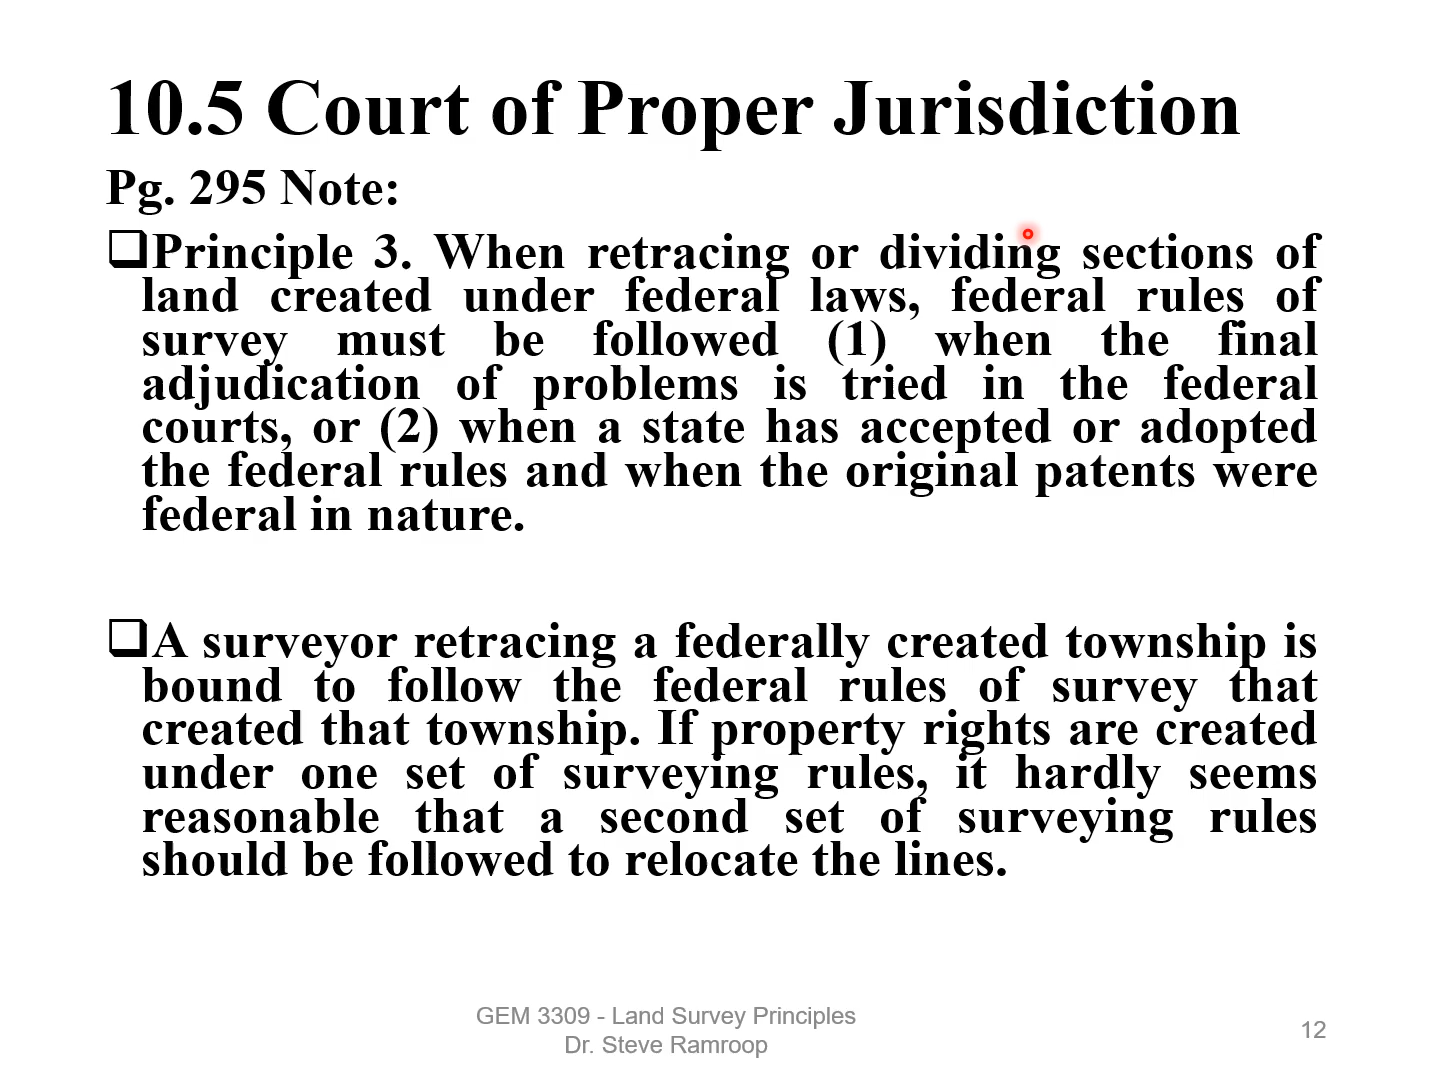 10.5 Court of Proper Jurisdiction
Pg. 295 Note:
❑Principle 3. When retracing or dividing sections of
land created under federal laws, federal rules of
survey must be followed (1) when the final
adjudication of problems is tried in the federal
courts, or (2) when a state has accepted or adopted
the federal rules and when the original patents were
federal in nature.
❑A surveyor retracing a federally created township is
bound to follow the federal rules of survey that
created that township. If property rights are created
under one set of surveying rules, it hardly seems
reasonable that a second set of surveying rules
should be followed to relocate the lines.
GEM 3309 - Land Survey Principles
Dr. Steve Ramroop
12